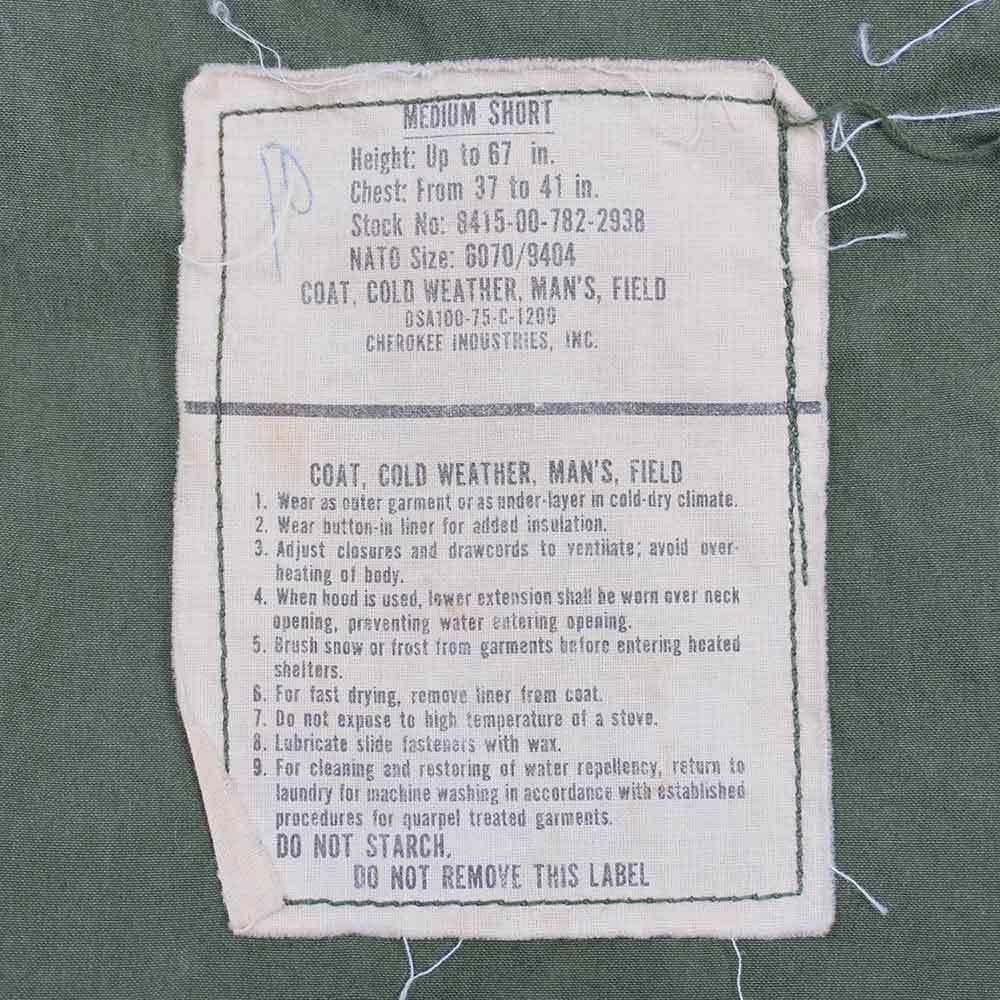 MEDIUM SHORT
Height: Up to 67 in.
Chest: From 37 to 41 in.
Stock No: 8415-00-782-2938
NATO Size: 6070/9404
COAT, COLD WEATHER, MAN'S, FIELD
DSA100-75-C-1200
CHEROKEE INDUSTRIES, INC.
COAT, COLD WEATHER, MAN'S, FIELD
1. Wear as outer garment or as under-layer in cold-dry climate.
2. Wear button-in liner for added insulation.
3. Adjust closures and drawcords to ventilate; avoid over-
heating of body.
4. When hood is used, lower extension shall be worn over neck
opening, preventing water entering opening.
5. Brush snow or frost from garments before entering heated
shelters.
6. For fast drying, remove liner from coat.
7. Do not expose to high temperature of a stove.
8. Lubricate slide fasteners with wax.
9. For cleaning and restoring of water repellency, return to
laundry for machine washing in accordance with established
procedures for quarpel treated garments.
DO NOT STARCH.
DO NOT REMOVE THIS LABEL